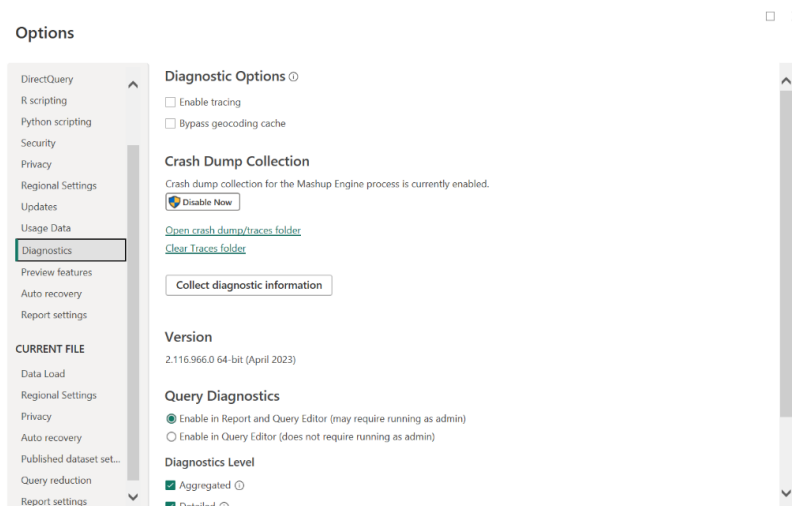 Options
DirectQuery
R scripting
Python scripting
Security
Privacy
Regional Settings
Updates
Usage Data
Diagnostics
Preview features
Auto recovery
Report settings
CURRENT FILE
Data Load
Regional Settings
Privacy
Auto recovery
Published dataset set...
Query reduction
Report settings
Diagnostic Options
Enable tracing
Bypass geocoding cache
Crash Dump Collection
Crash dump collection for the Mashup Engine process is currently enabled.
Disable Now
Open crash dump/traces folder
Clear Traces folder
Collect diagnostic information
Version
2.116.966.0 64-bit (April 2023)
Query Diagnostics
Enable in Report and Query Editor (may require running as admin)
Enable in Query Editor (does not require running as admin)
Diagnostics Level
Aggregated
Detailed